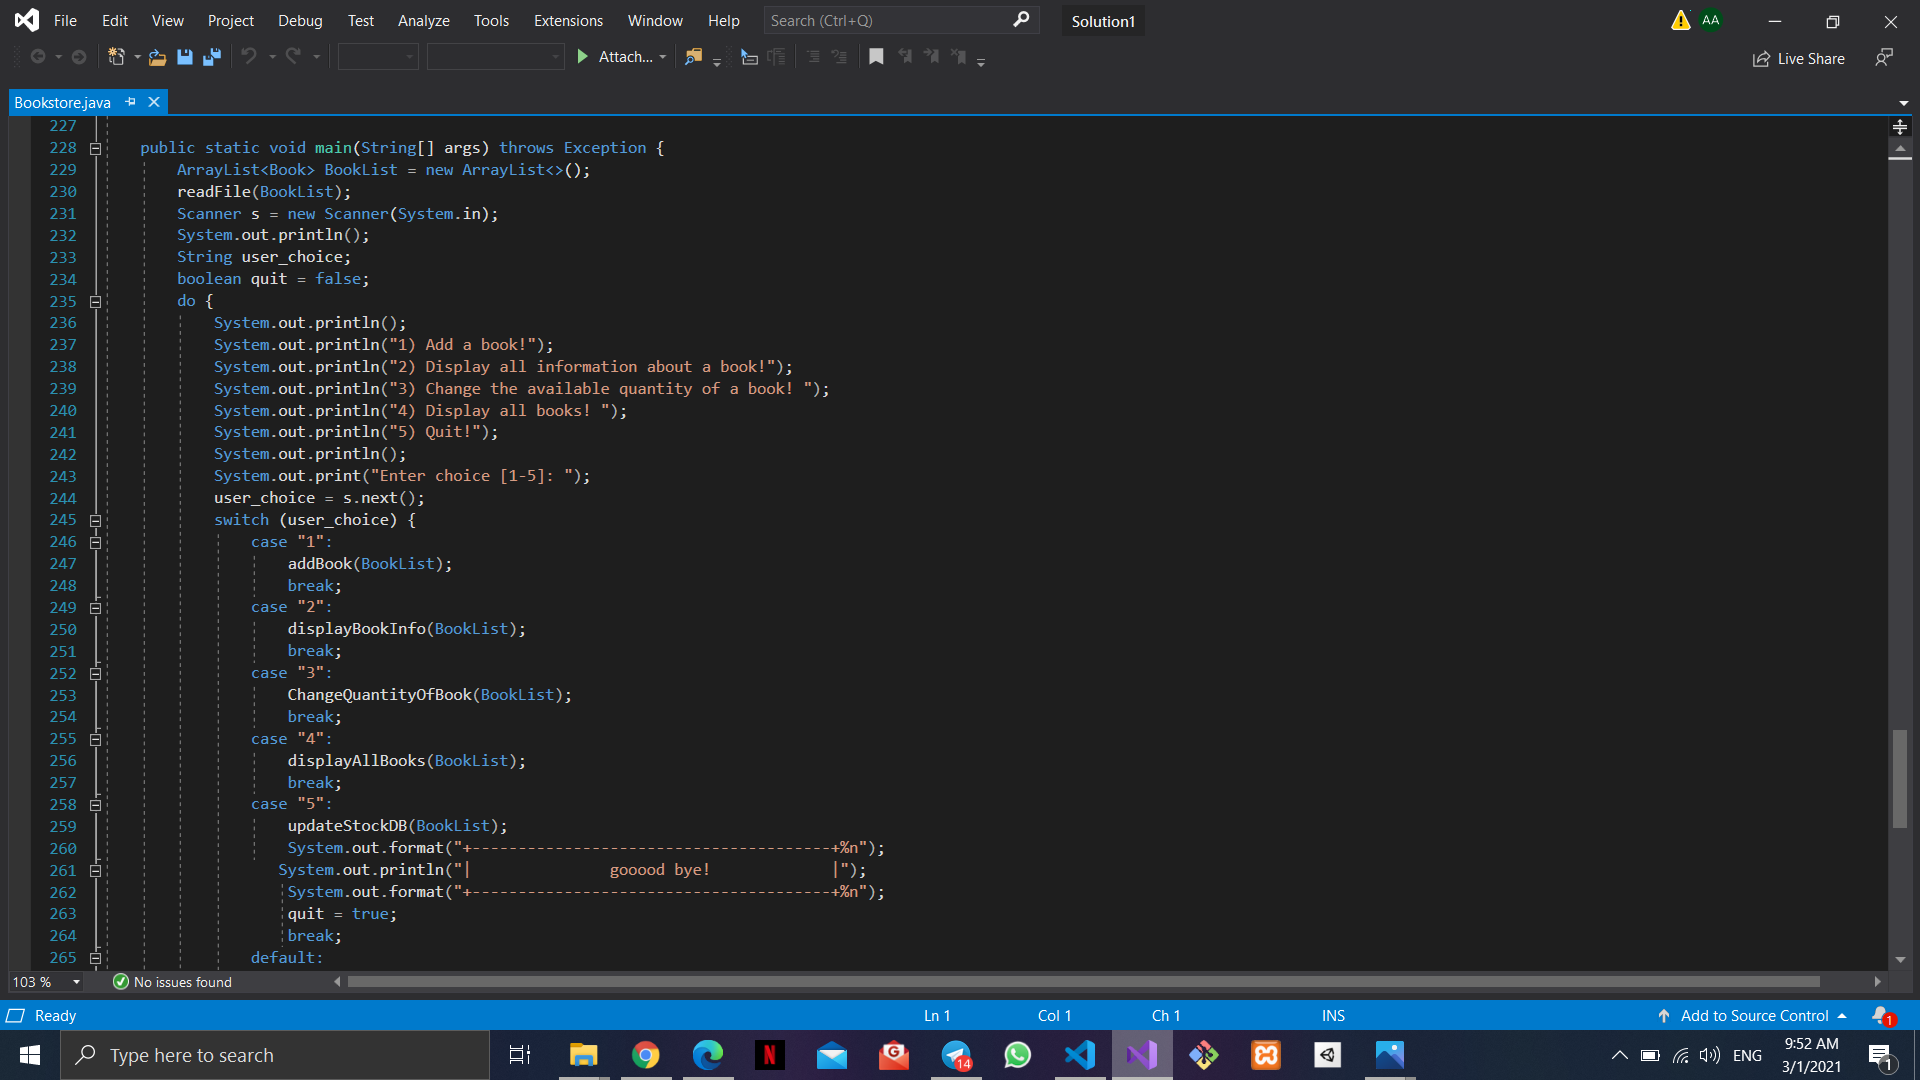 File Edit View Project Debug Test Analyze Tools Extensions Window Help Search (Ctrl+Q) Solution1 AA
Attach... Live Share
Bookstore.java
227
228 public static void main(String[] args) throws Exception {
229 ArrayList<Book> BookList = new ArrayList<>();
230 readFile(BookList);
231 Scanner s = new Scanner(System.in);
232 System.out.println();
233 String user_choice;
234 boolean quit = false;
235 do {
236 System.out.println();
237 System.out.println("1) Add a book!");
238 System.out.println("2) Display all information about a book!");
239 System.out.println("3) Change the available quantity of a book! ");
240 System.out.println("4) Display all books! ");
241 System.out.println("5) Quit!");
242 System.out.println();
243 System.out.print("Enter choice [1-5]: ");
244 user_choice = s.next();
245 switch (user_choice) {
246 case "1":
247 addBook(BookList);
248 break;
249 case "2":
250 displayBookInfo(BookList);
251 break;
252 case "3":
253 ChangeQuantityOfBook(BookList);
254 break;
255 case "4":
256 displayAllBooks(BookList);
257 break;
258 case "5":
259 updateStockDB(BookList);
260 System.out.format("+---------------------------------------+%n");
261 System.out.println("|               gooood bye!             |");
262 System.out.format("+---------------------------------------+%n");
263 quit = true;
264 break;
265 default:
103 % No issues found
Ready Ln 1 Col 1 Ch 1 INS Add to Source Control 1
Type here to search N G 14 ENG 9:52 AM
3/1/2021 1